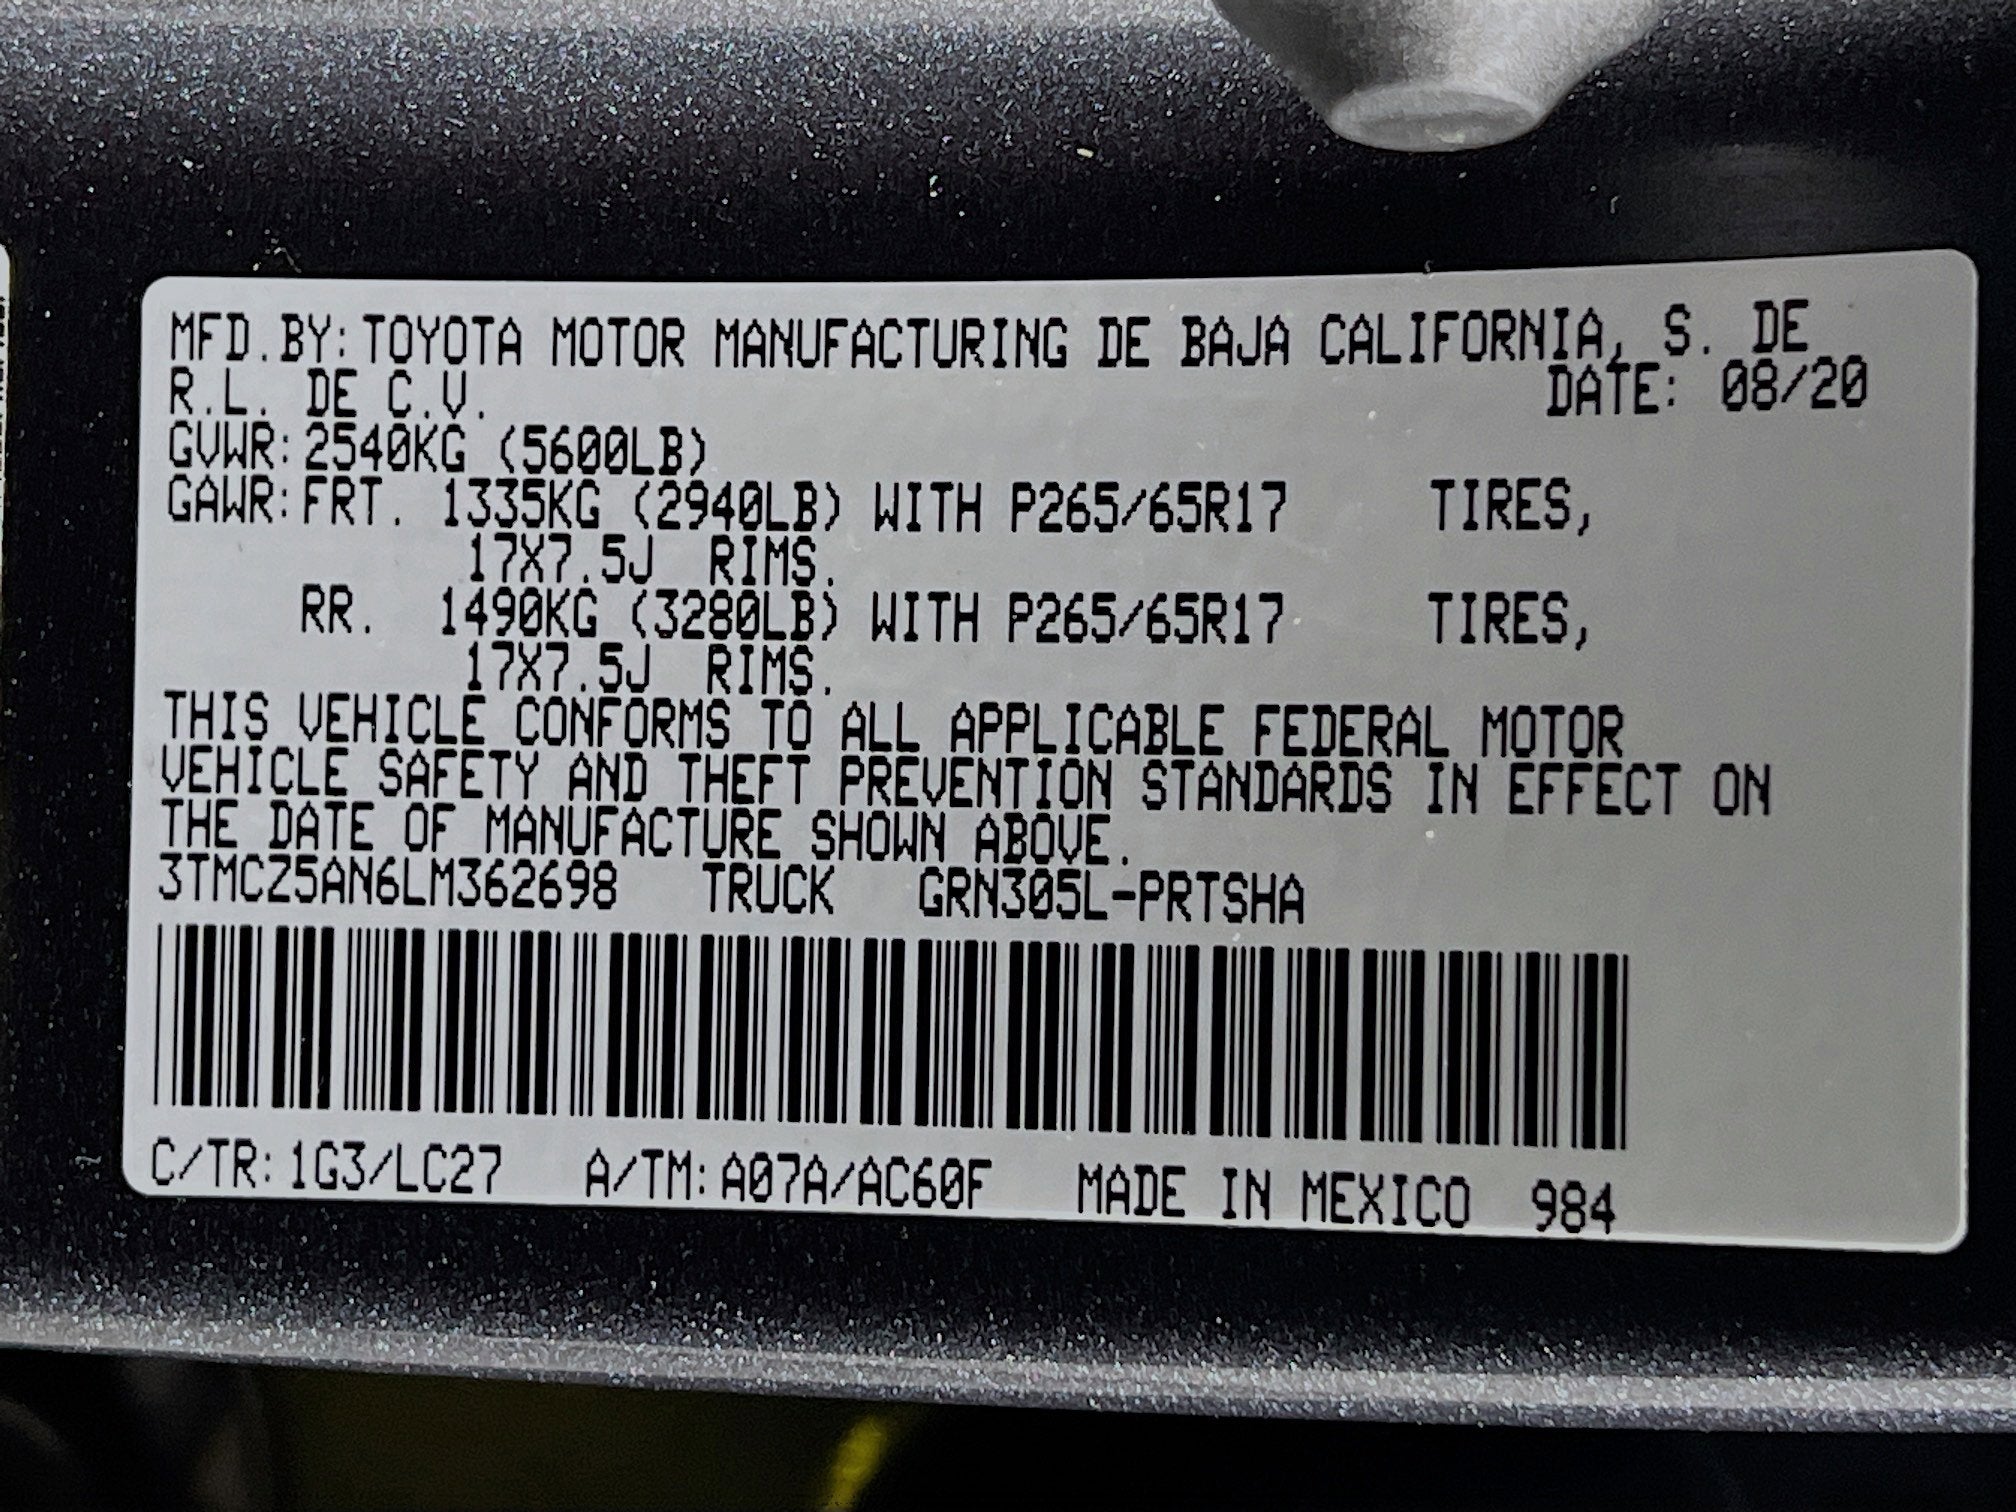 MFD.BY:TOYOTA MOTOR MANUFACTURING DE BAJA CALIFORNIA, S. DE
R.L. DE C.V. DATE: 08/20
GVWR:2540KG (5600LB)
GAWR:FRT. 1335KG (2940LB) WITH P265/65R17 TIRES,
17X7.5J RIMS.
RR. 1490KG (3280LB) WITH P265/65R17 TIRES,
17X7.5J RIMS.
THIS VEHICLE CONFORMS TO ALL APPLICABLE FEDERAL MOTOR
VEHICLE SAFETY AND THEFT PREVENTION STANDARDS IN EFFECT ON
THE DATE OF MANUFACTURE SHOWN ABOVE.
3TMCZ5AN6LM362698 TRUCK GRN305L-PRTSHA
C/TR:1G3/LC27 A/TM:A07A/AC60F MADE IN MEXICO 984